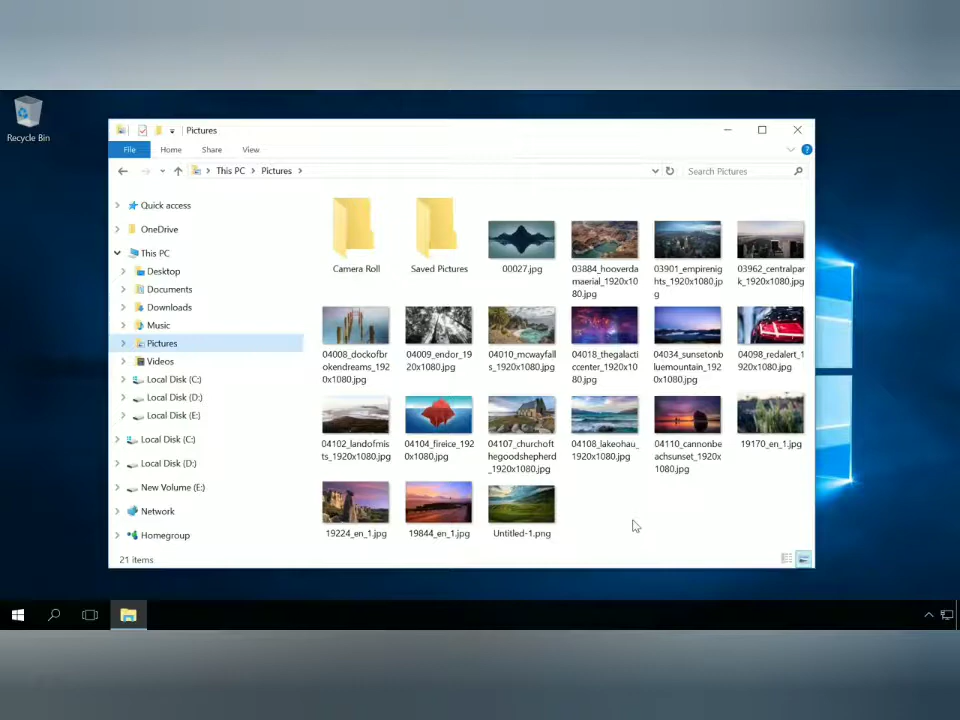 Recycle Bin
Pictures
File Home Share View
This PC Pictures
Search Pictures
Quick access
OneDrive
This PC
Desktop
Documents
Downloads
Music
Pictures
Videos
Local Disk (C:)
Local Disk (D:)
Local Disk (E:)
Local Disk (C:)
Local Disk (D:)
New Volume (E:)
Network
Homegroup
Camera Roll
Saved Pictures
00027.jpg
03884_hooverda
maerial_1920x10
80.jpg
03901_empirenig
hts_1920x1080.jp
g
03962_centralpar
k_1920x1080.jpg
04008_dockofbr
okendreams_192
0x1080.jpg
04009_endor_19
20x1080.jpg
04010_mcwayfall
s_1920x1080.jpg
04018_thegalacti
ccenter_1920x10
80.jpg
04034_sunsetonb
luemountain_192
0x1080.jpg
04098_redalert_1
920x1080.jpg
04102_landofmis
ts_1920x1080.jpg
04104_fireice_192
0x1080.jpg
04107_churchoft
hegoodshepherd
_1920x1080.jpg
04108_lakeohau_
1920x1080.jpg
04110_cannonbe
achsunset_1920x
1080.jpg
19170_en_1.jpg
19224_en_1.jpg
19844_en_1.jpg
Untitled-1.png
21 items